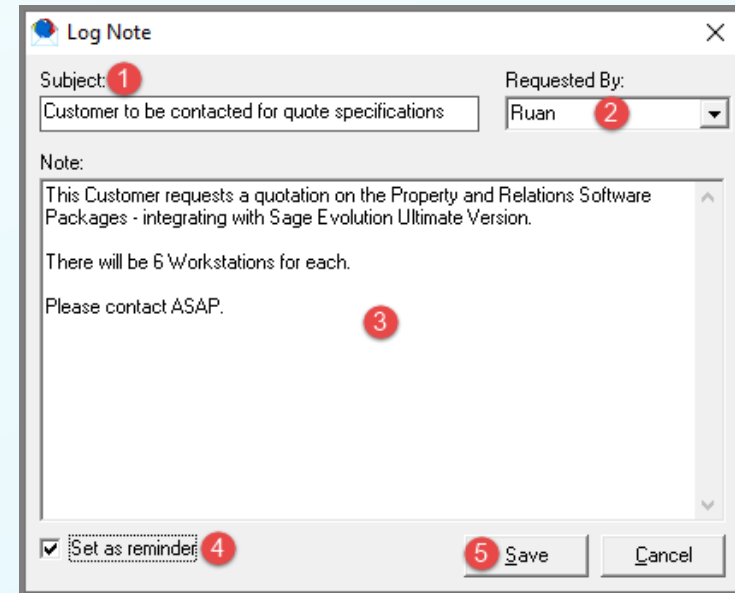 Log Note
Subject: 1
Requested By:
Customer to be contacted for quote specifications
Ruan 2
Note:
This Customer requests a quotation on the Property and Relations Software
Packages - integrating with Sage Evolution Ultimate Version.
There will be 6 Workstations for each.
Please contact ASAP.
3
Set as reminder 4
5 Save
Cancel